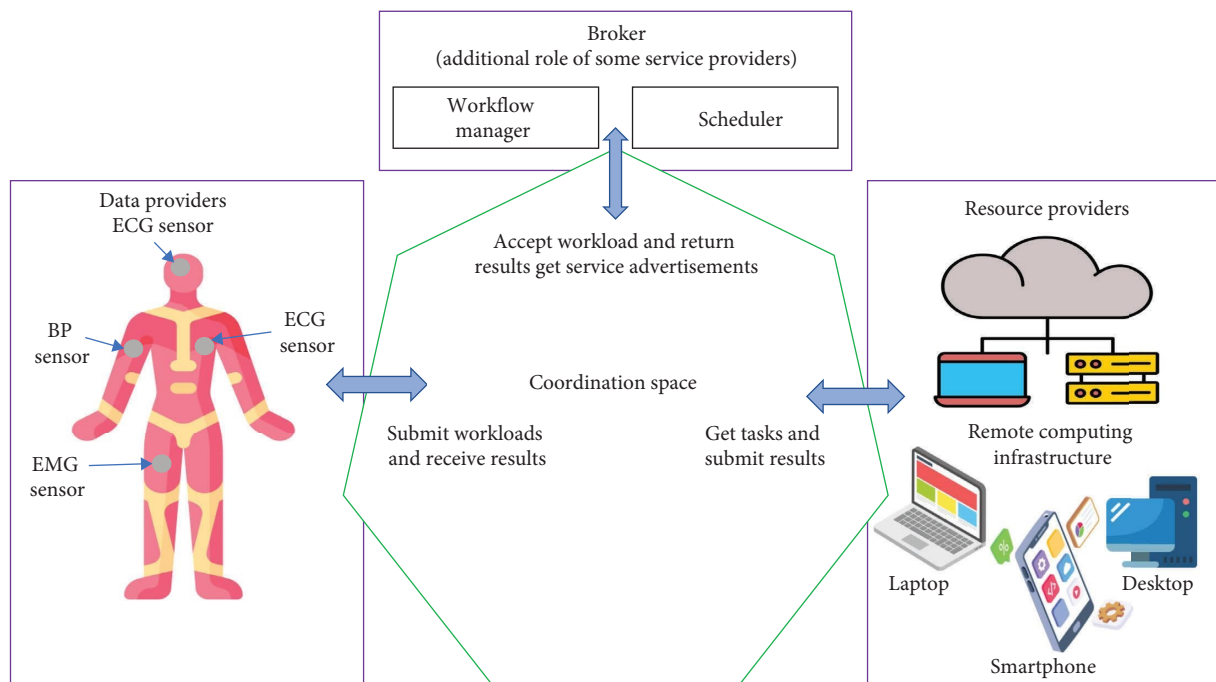 Broker
(additional role of some service providers)
Workflow
manager
Scheduler
Data providers
ECG sensor
BP
sensor
ECG
sensor
EMG
sensor
Accept workload and return
results get service advertisements
Coordination space
Submit workloads
and receive results
Get tasks and
submit results
Resource providers
Remote computing
infrastructure
Laptop
Desktop
Smartphone